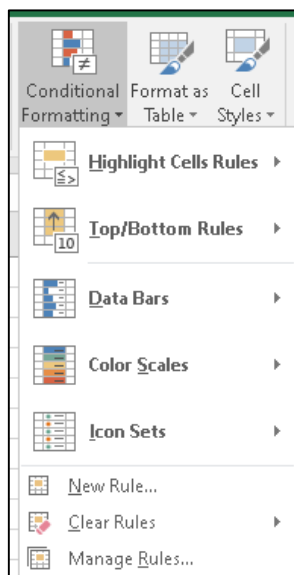 Conditional Format as Cell
Formatting Table Styles
≠
Highlight Cells Rules
≤>
Top/Bottom Rules
10
Data Bars
Color Scales
Icon Sets
New Rule...
Clear Rules
Manage Rules...